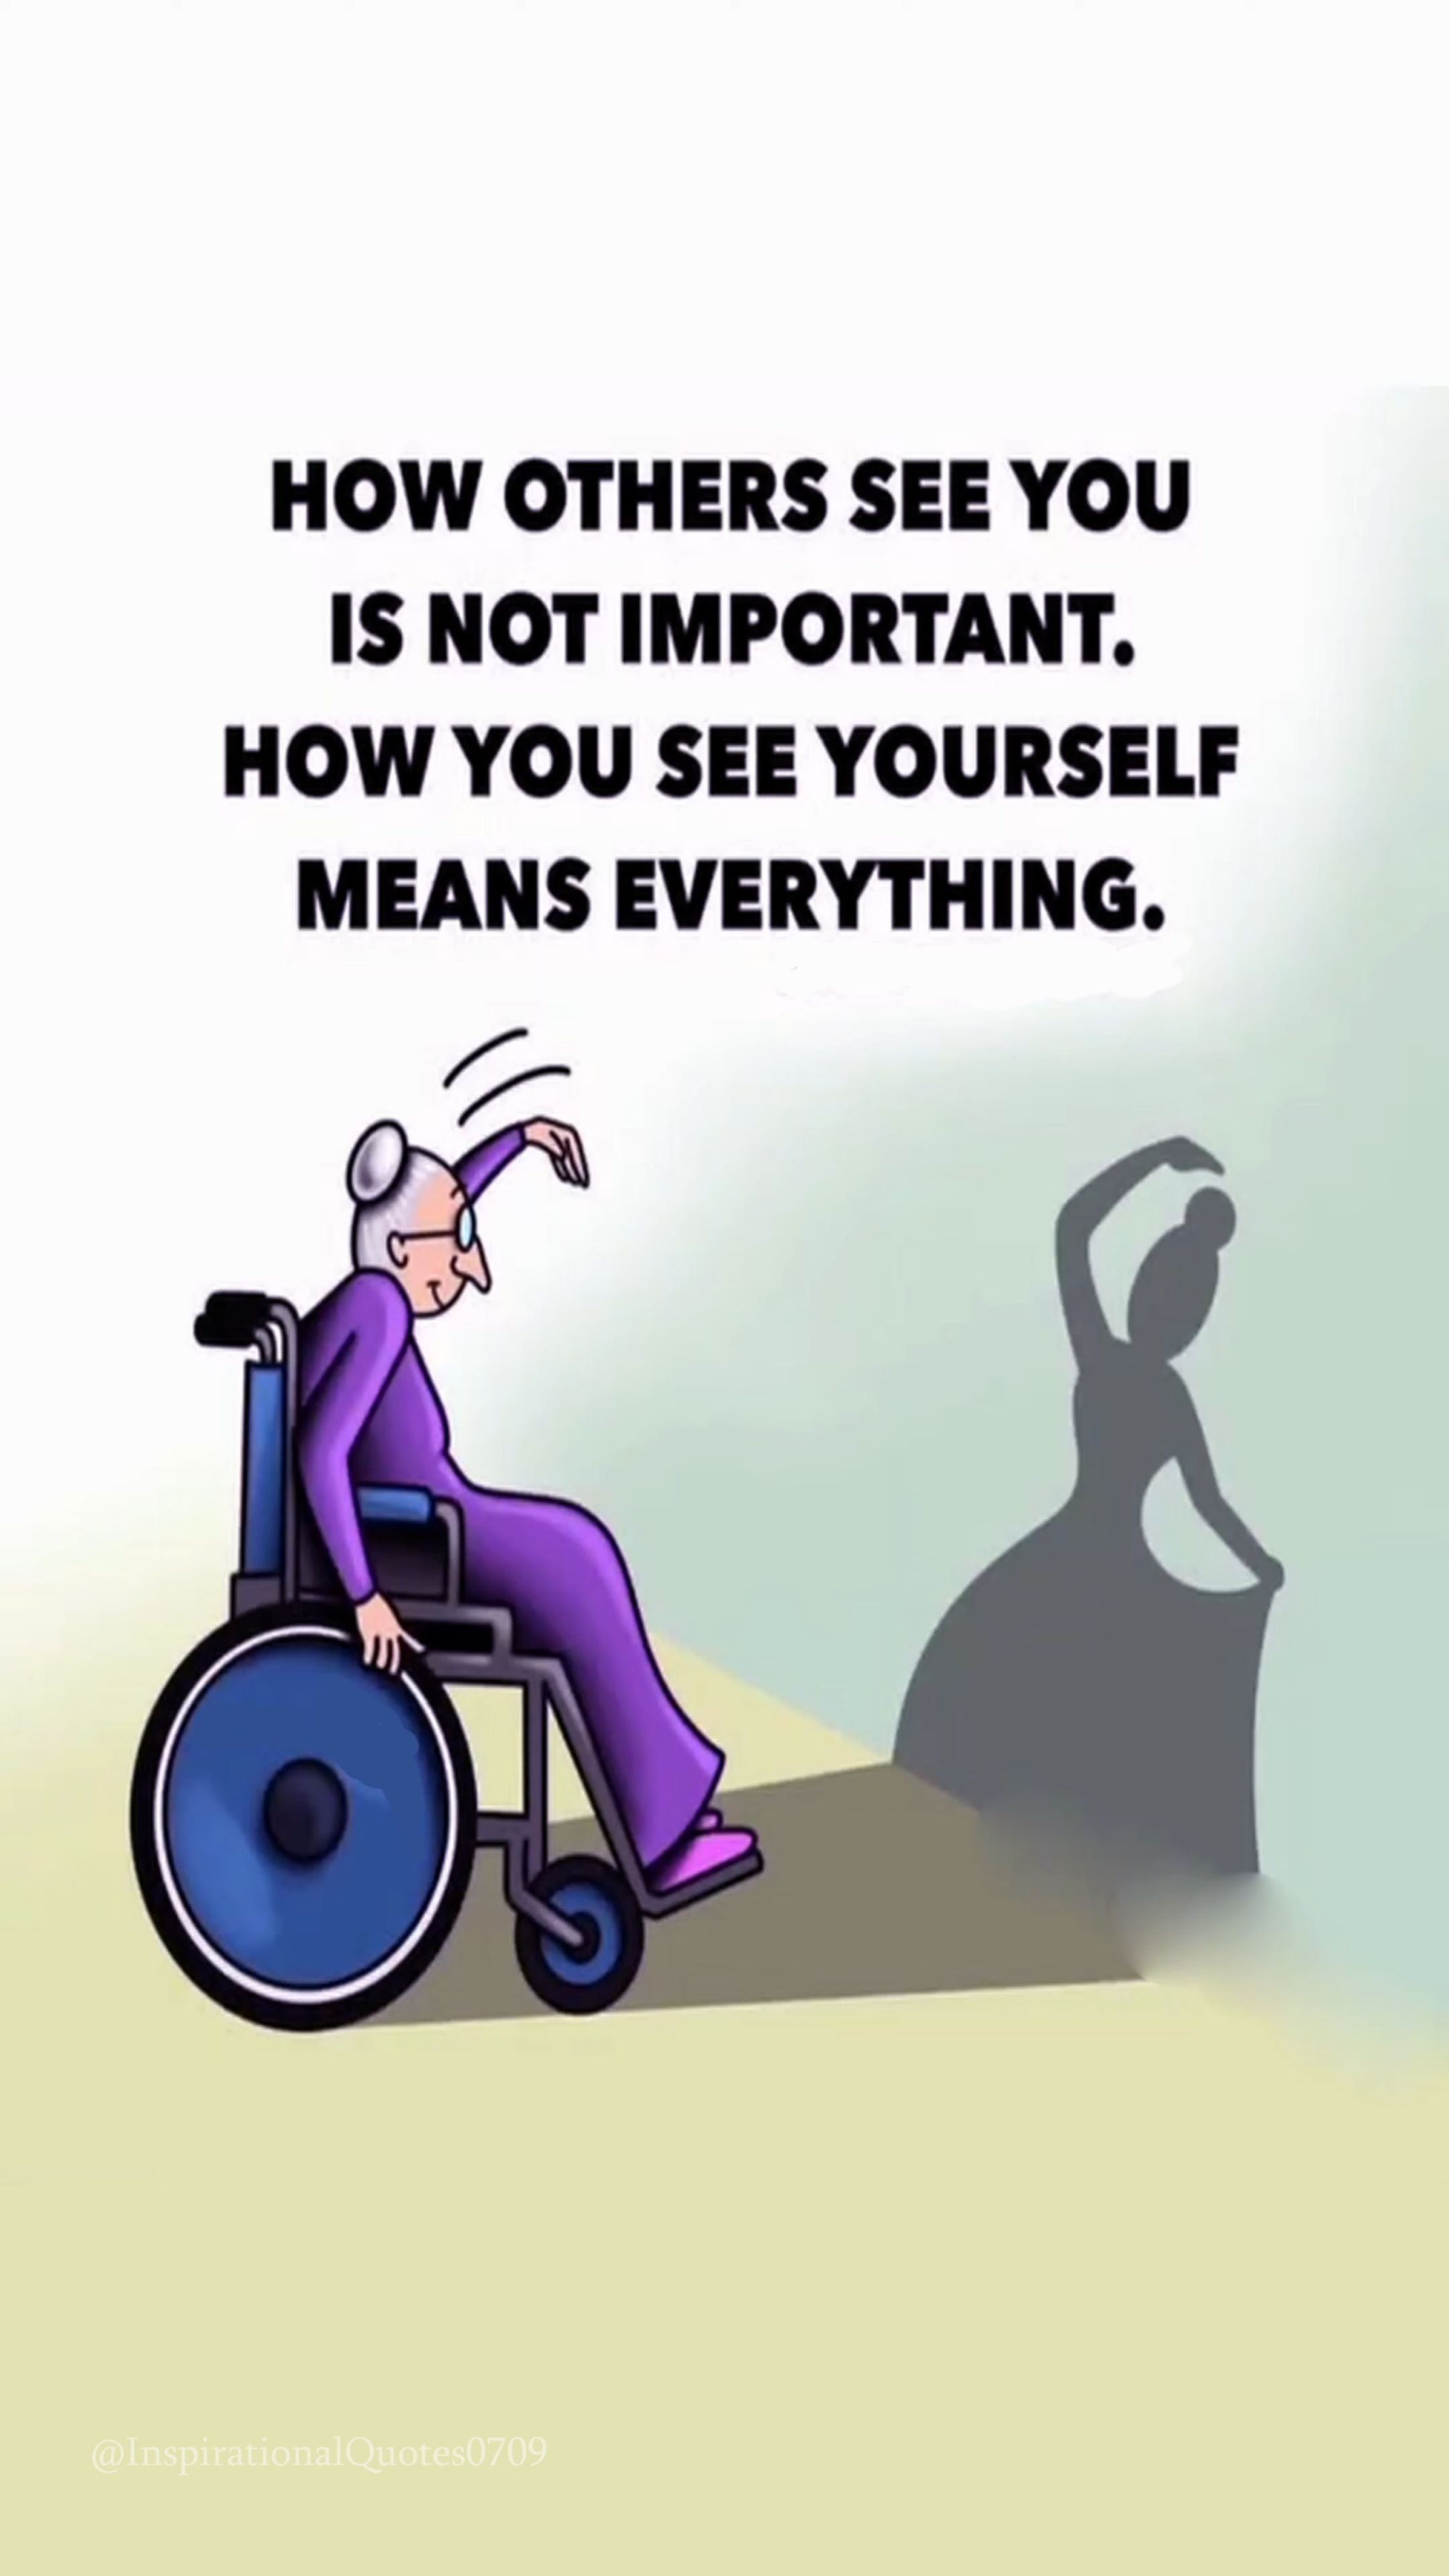 HOW OTHERS SEE YOU
IS NOT IMPORTANT.
HOW YOU SEE YOURSELF
MEANS EVERYTHING.
@InspirationalQuotes0709